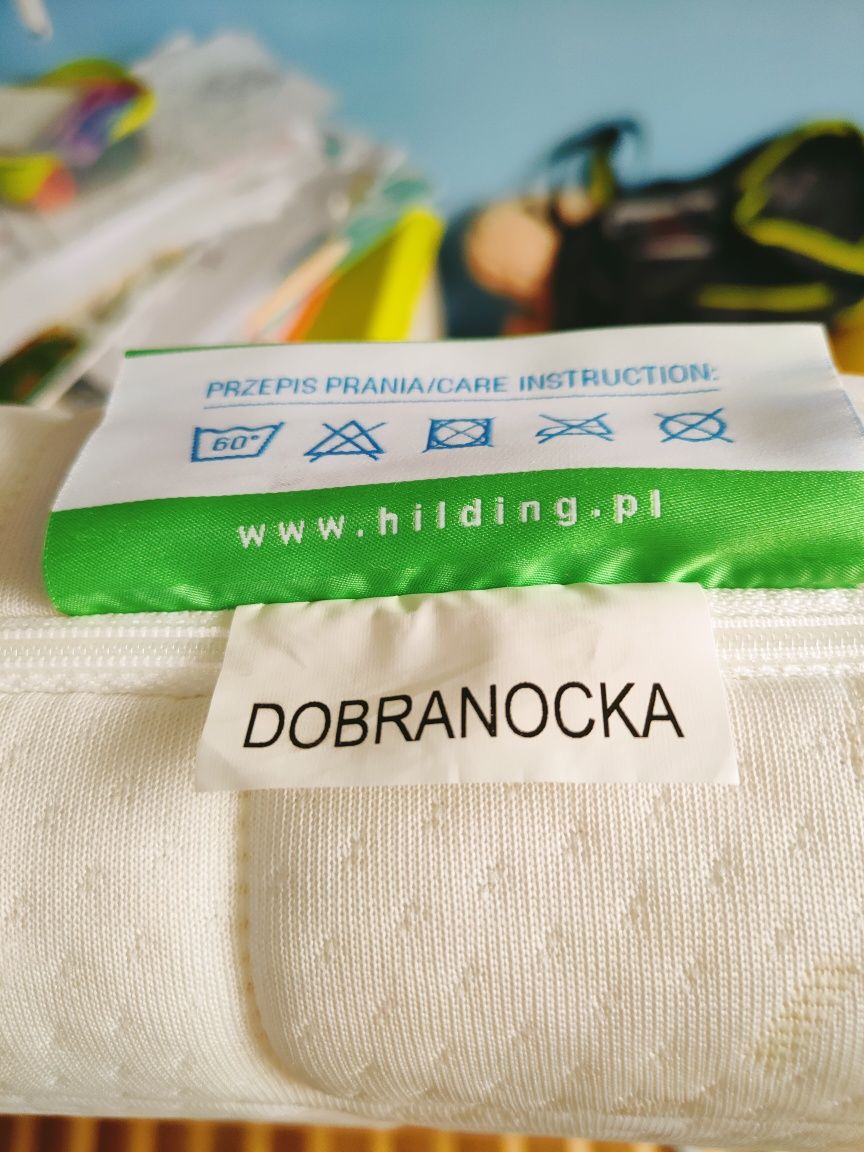 PRZEPIS PRANIA/CARE INSTRUCTION:
60°
www.hilding.pl
DOBRANOCKA